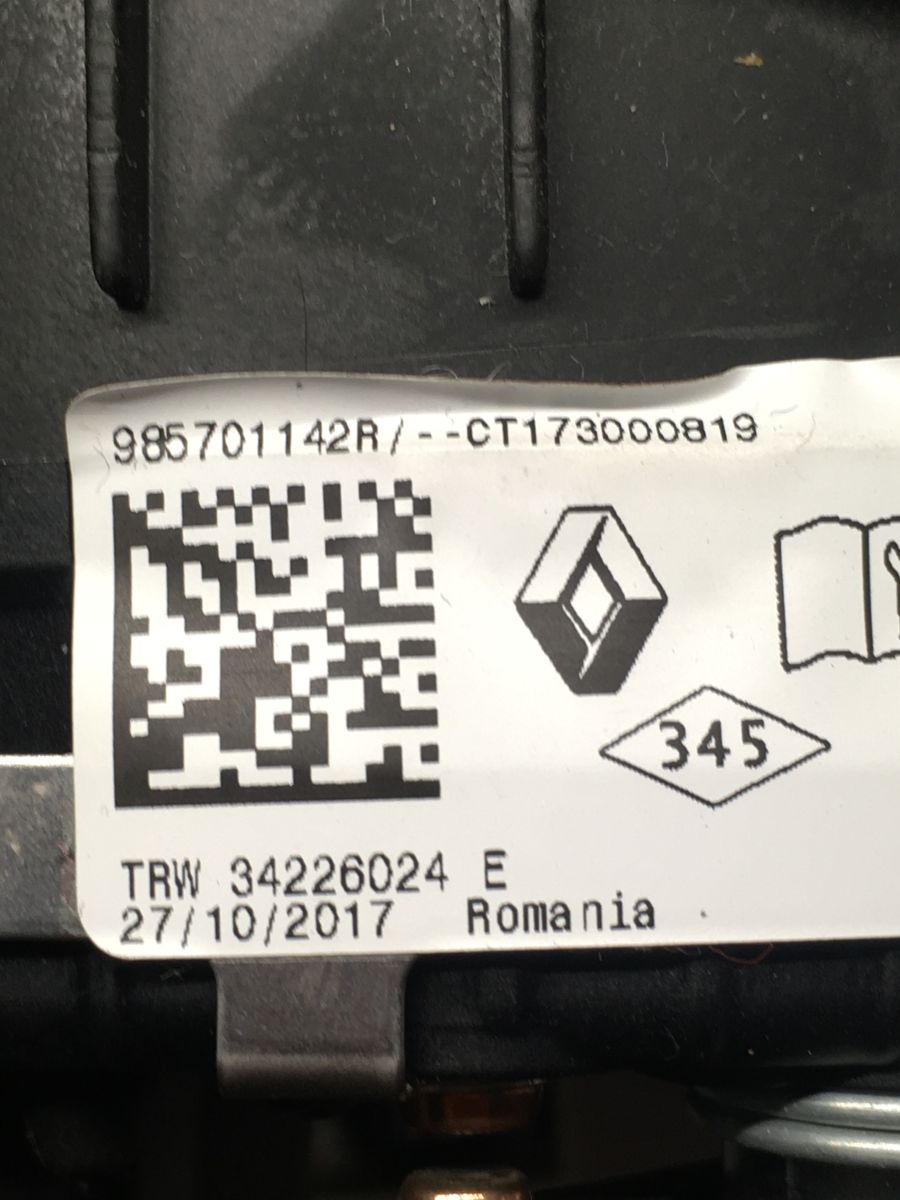 985701142R/--CT173000819
345
TRW 34226024 E
27/10/2017 Romania